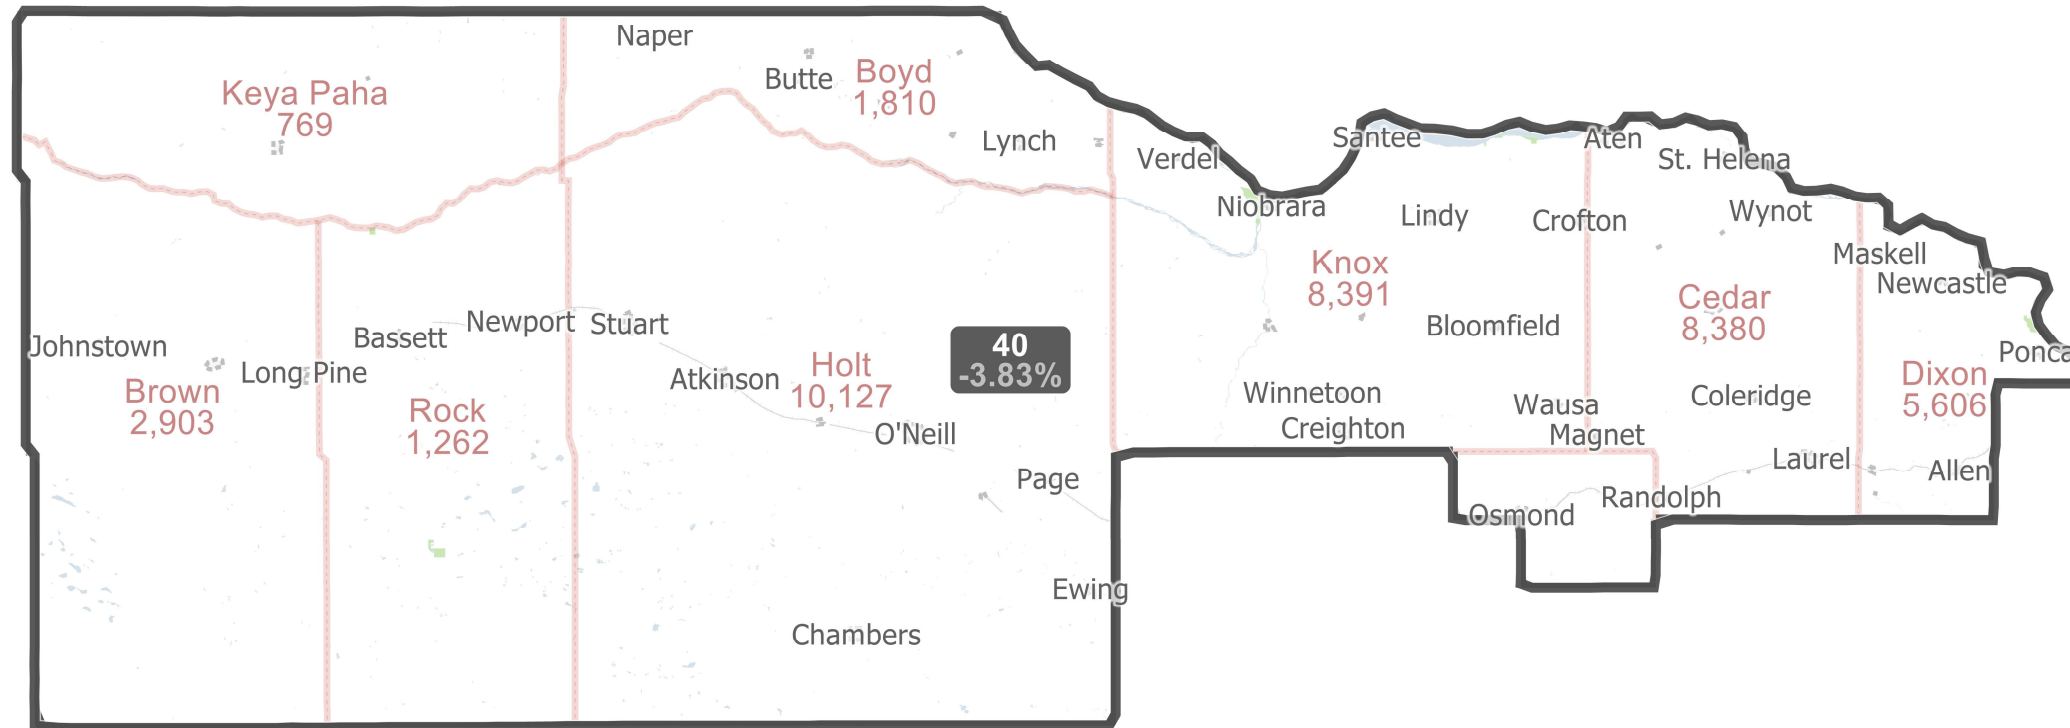 Naper
Keya Paha
769
Butte
Boyd
1,810
Lynch
Verdel
Santee
Aten
St. Helena
Niobrara
Lindy
Crofton
Wynot
Maskell
Newcastle
Knox
8,391
Cedar
8,380
Bloomfield
Johnstown
Long Pine
Bassett
Newport
Stuart
Brown
2,903
Rock
1,262
Atkinson
Holt
10,127
40
-3.83%
O'Neill
Page
Winnetoon
Creighton
Wausa
Magnet
Coleridge
Ponca
Dixon
5,606
Laurel
Allen
Randolph
Osmond
Ewing
Chambers